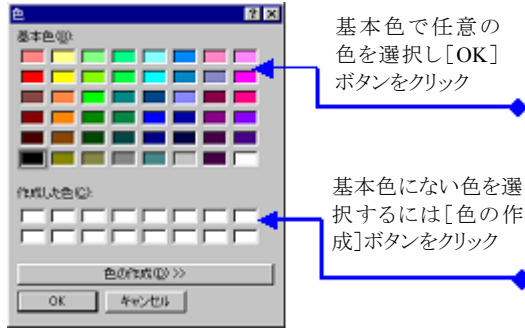 色
基本色(B):
作成した色(C):
色の作成(D) >>
OK キャンセル
基本色で任意の
色を選択し[OK]
ボタンをクリック
基本色にない色を選
択するには[色の作
成]ボタンをクリック